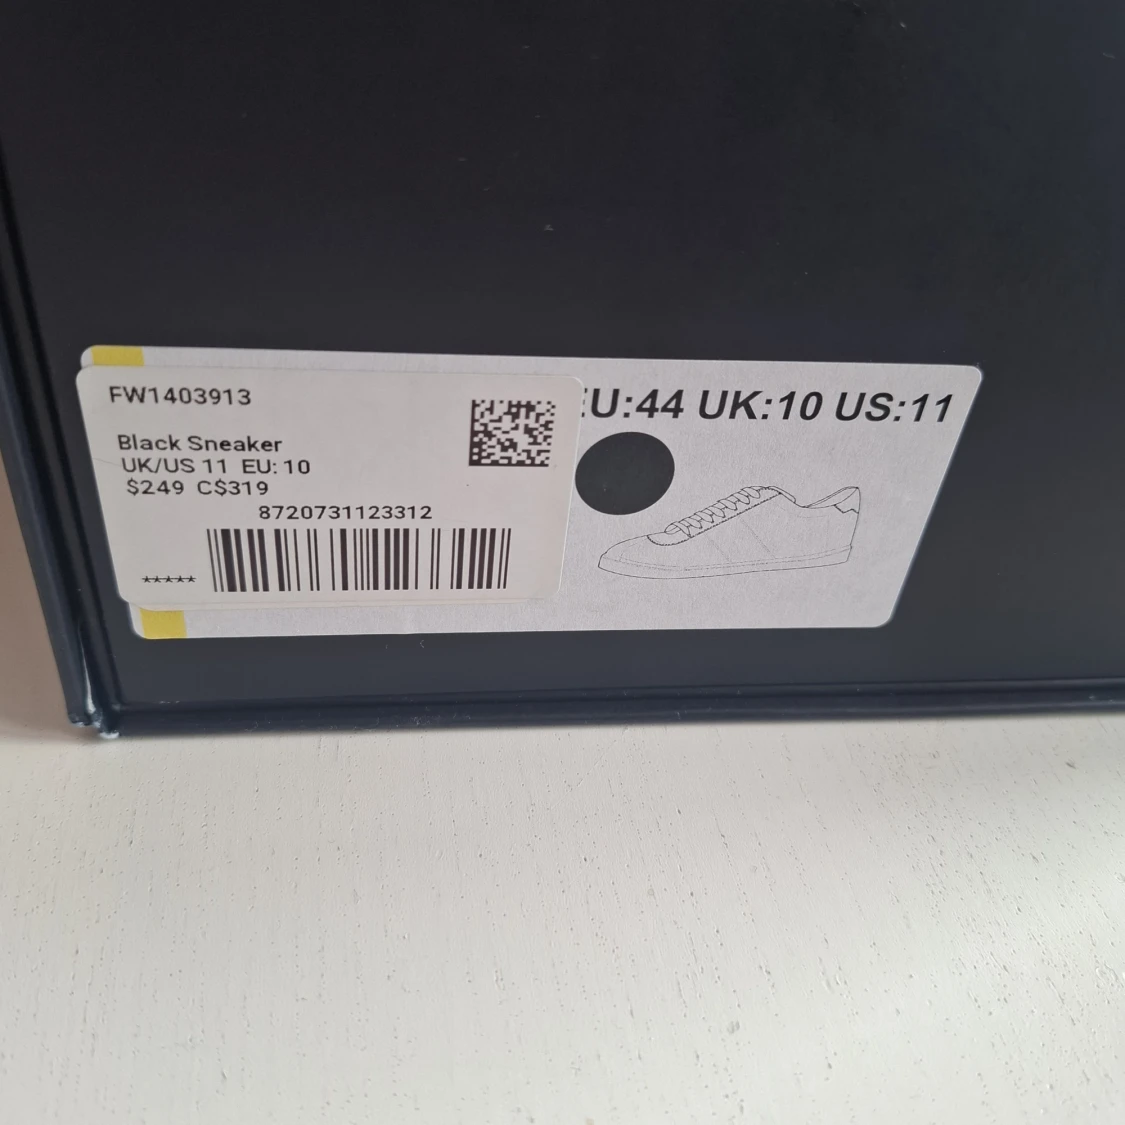 FW1403913
Black Sneaker
UK/US 11 EU: 10
$249 C$319
8720731123312
*****
EU:44 UK:10 US:11